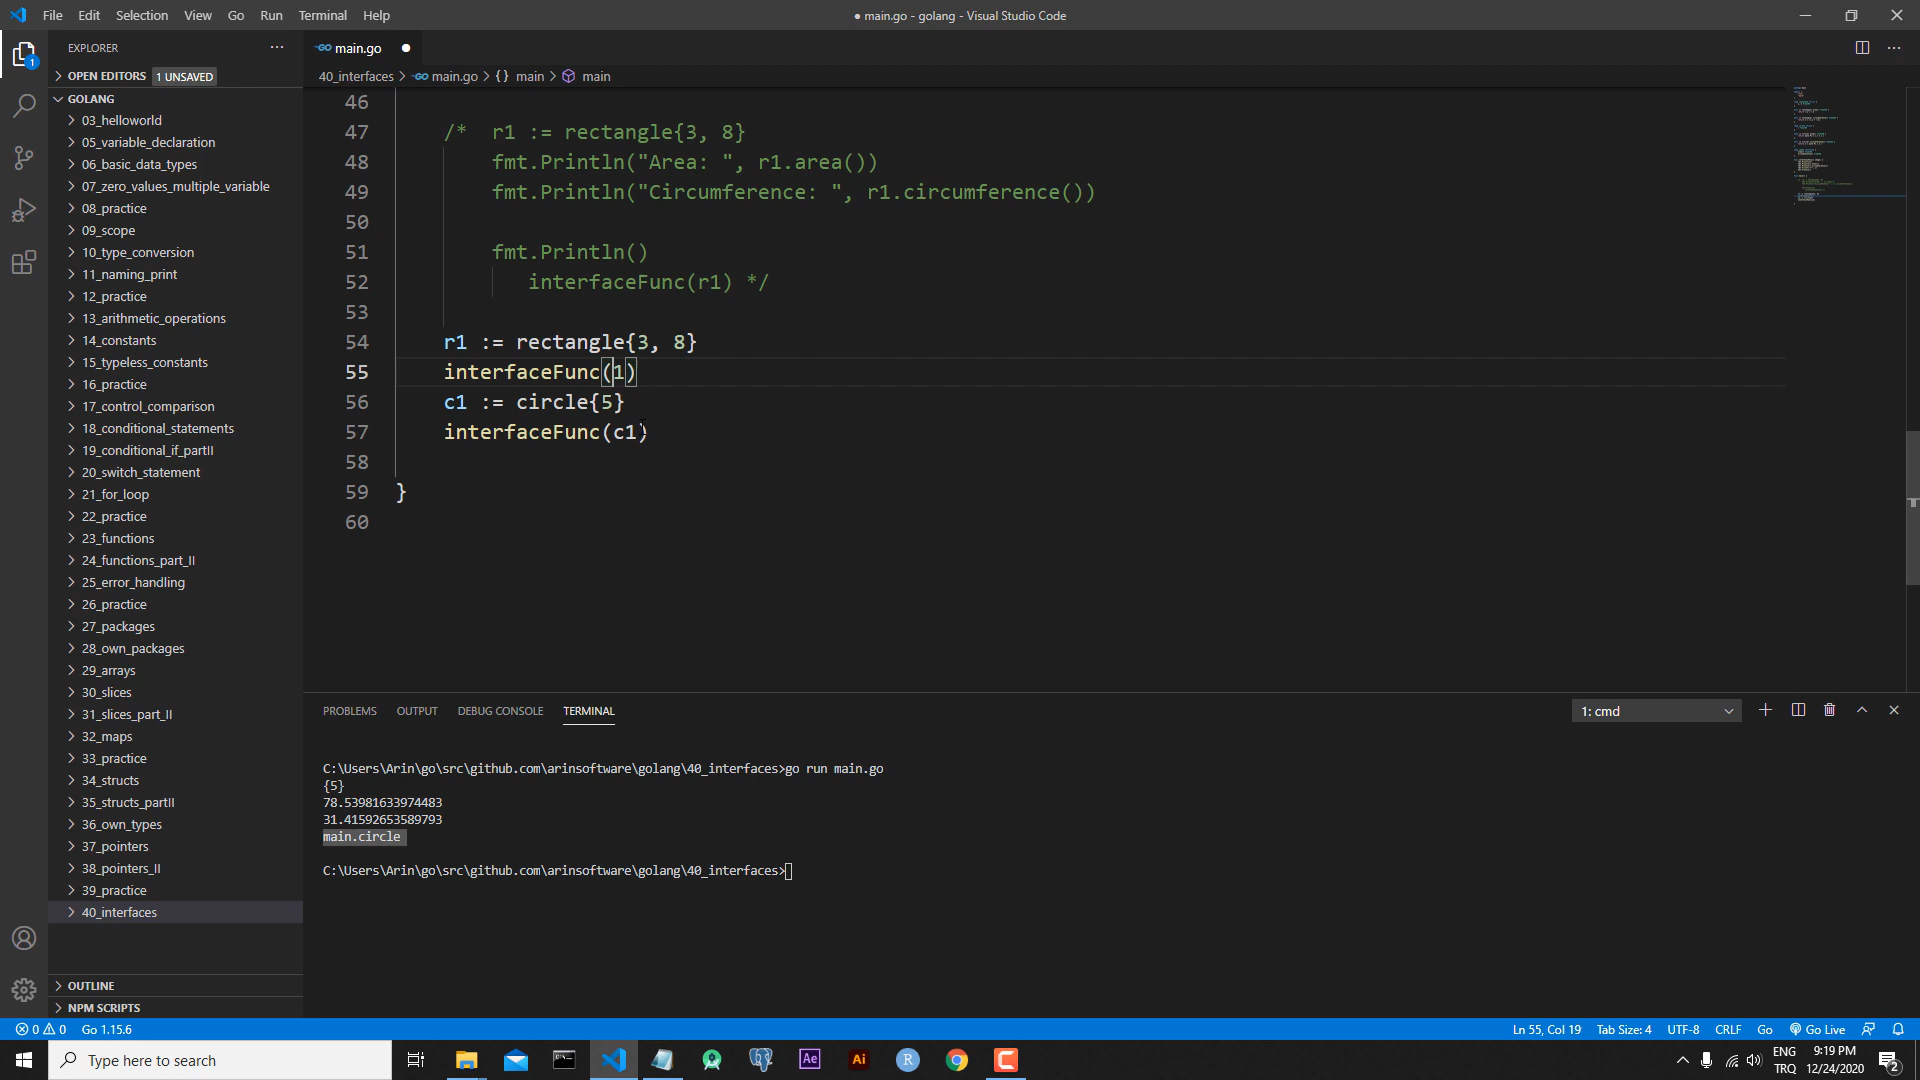 File Edit Selection View Go Run Terminal Help
● main.go - golang - Visual Studio Code
EXPLORER
main.go
OPEN EDITORS 1 UNSAVED
40_interfaces > main.go > {} main > main
GOLANG
03_helloworld
05_variable_declaration
06_basic_data_types
07_zero_values_multiple_variable
08_practice
09_scope
10_type_conversion
11_naming_print
12_practice
13_arithmetic_operations
14_constants
15_typeless_constants
16_practice
17_control_comparison
18_conditional_statements
19_conditional_if_partII
20_switch_statement
21_for_loop
22_practice
23_functions
24_functions_part_II
25_error_handling
26_practice
27_packages
28_own_packages
29_arrays
30_slices
31_slices_part_II
32_maps
33_practice
34_structs
35_structs_partII
36_own_types
37_pointers
38_pointers_II
39_practice
40_interfaces
OUTLINE
NPM SCRIPTS
46
47 /* r1 := rectangle{3, 8}
48 fmt.Println("Area: ", r1.area())
49 fmt.Println("Circumference: ", r1.circumference())
50
51 fmt.Println()
52 interfaceFunc(r1) */
53
54 r1 := rectangle{3, 8}
55 interfaceFunc(1)
56 c1 := circle{5}
57 interfaceFunc(c1)
58
59 }
60
PROBLEMS OUTPUT DEBUG CONSOLE TERMINAL
1: cmd
C:\Users\Arin\go\src\github.com\arinsoftware\golang\40_interfaces>go run main.go
{5}
78.53981633974483
31.41592653589793
main.circle
C:\Users\Arin\go\src\github.com\arinsoftware\golang\40_interfaces>
0 0 Go 1.15.6
Ln 55, Col 19 Tab Size: 4 UTF-8 CRLF Go Go Live
Type here to search
Ae
Ai
R
ENG
TRQ
9:19 PM
12/24/2020
2
1